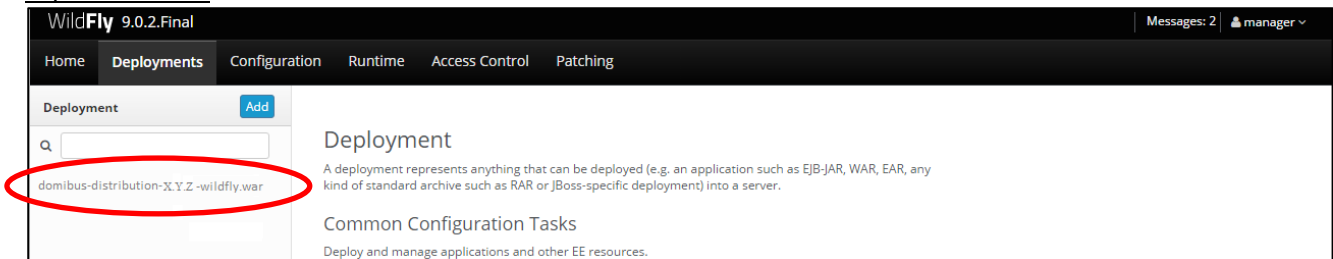 WildFly 9.0.2.Final
Messages: 2 manager
Home Deployments Configuration Runtime Access Control Patching
Deployment Add
domibus-distribution-X.Y.Z -wildfly.war
Deployment
A deployment represents anything that can be deployed (e.g. an application such as EJB-JAR, WAR, EAR, any
kind of standard archive such as RAR or JBoss-specific deployment) into a server.
Common Configuration Tasks
Deploy and manage applications and other EE resources.